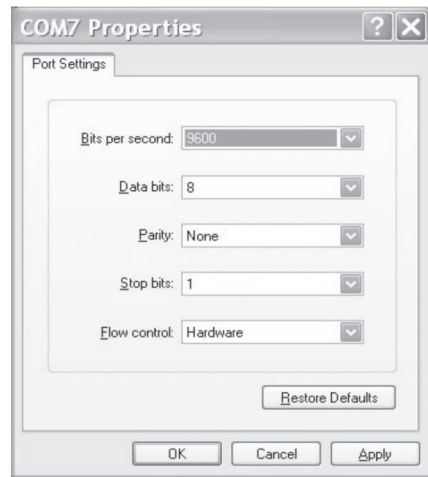 COM7 Properties
Port Settings
Bits per second: 9600
Data bits: 8
Parity: None
Stop bits: 1
Flow control: Hardware
Restore Defaults
OK Cancel Apply